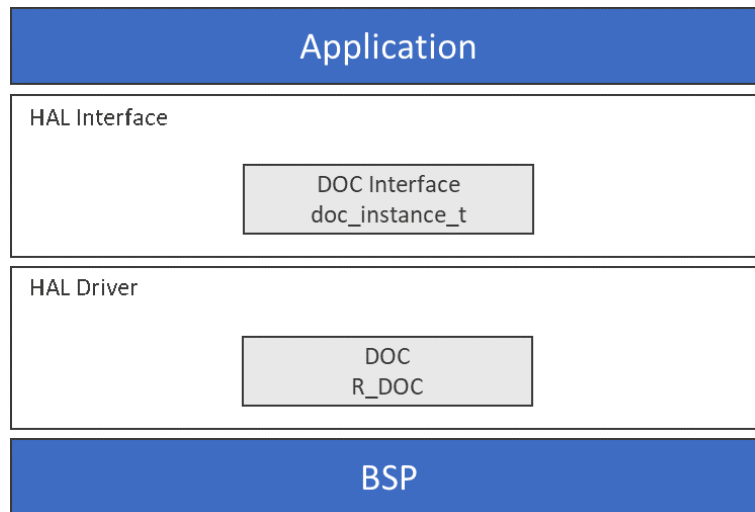 Application
HAL Interface
DOC Interface
doc_instance_t
HAL Driver
DOC
R_DOC
BSP